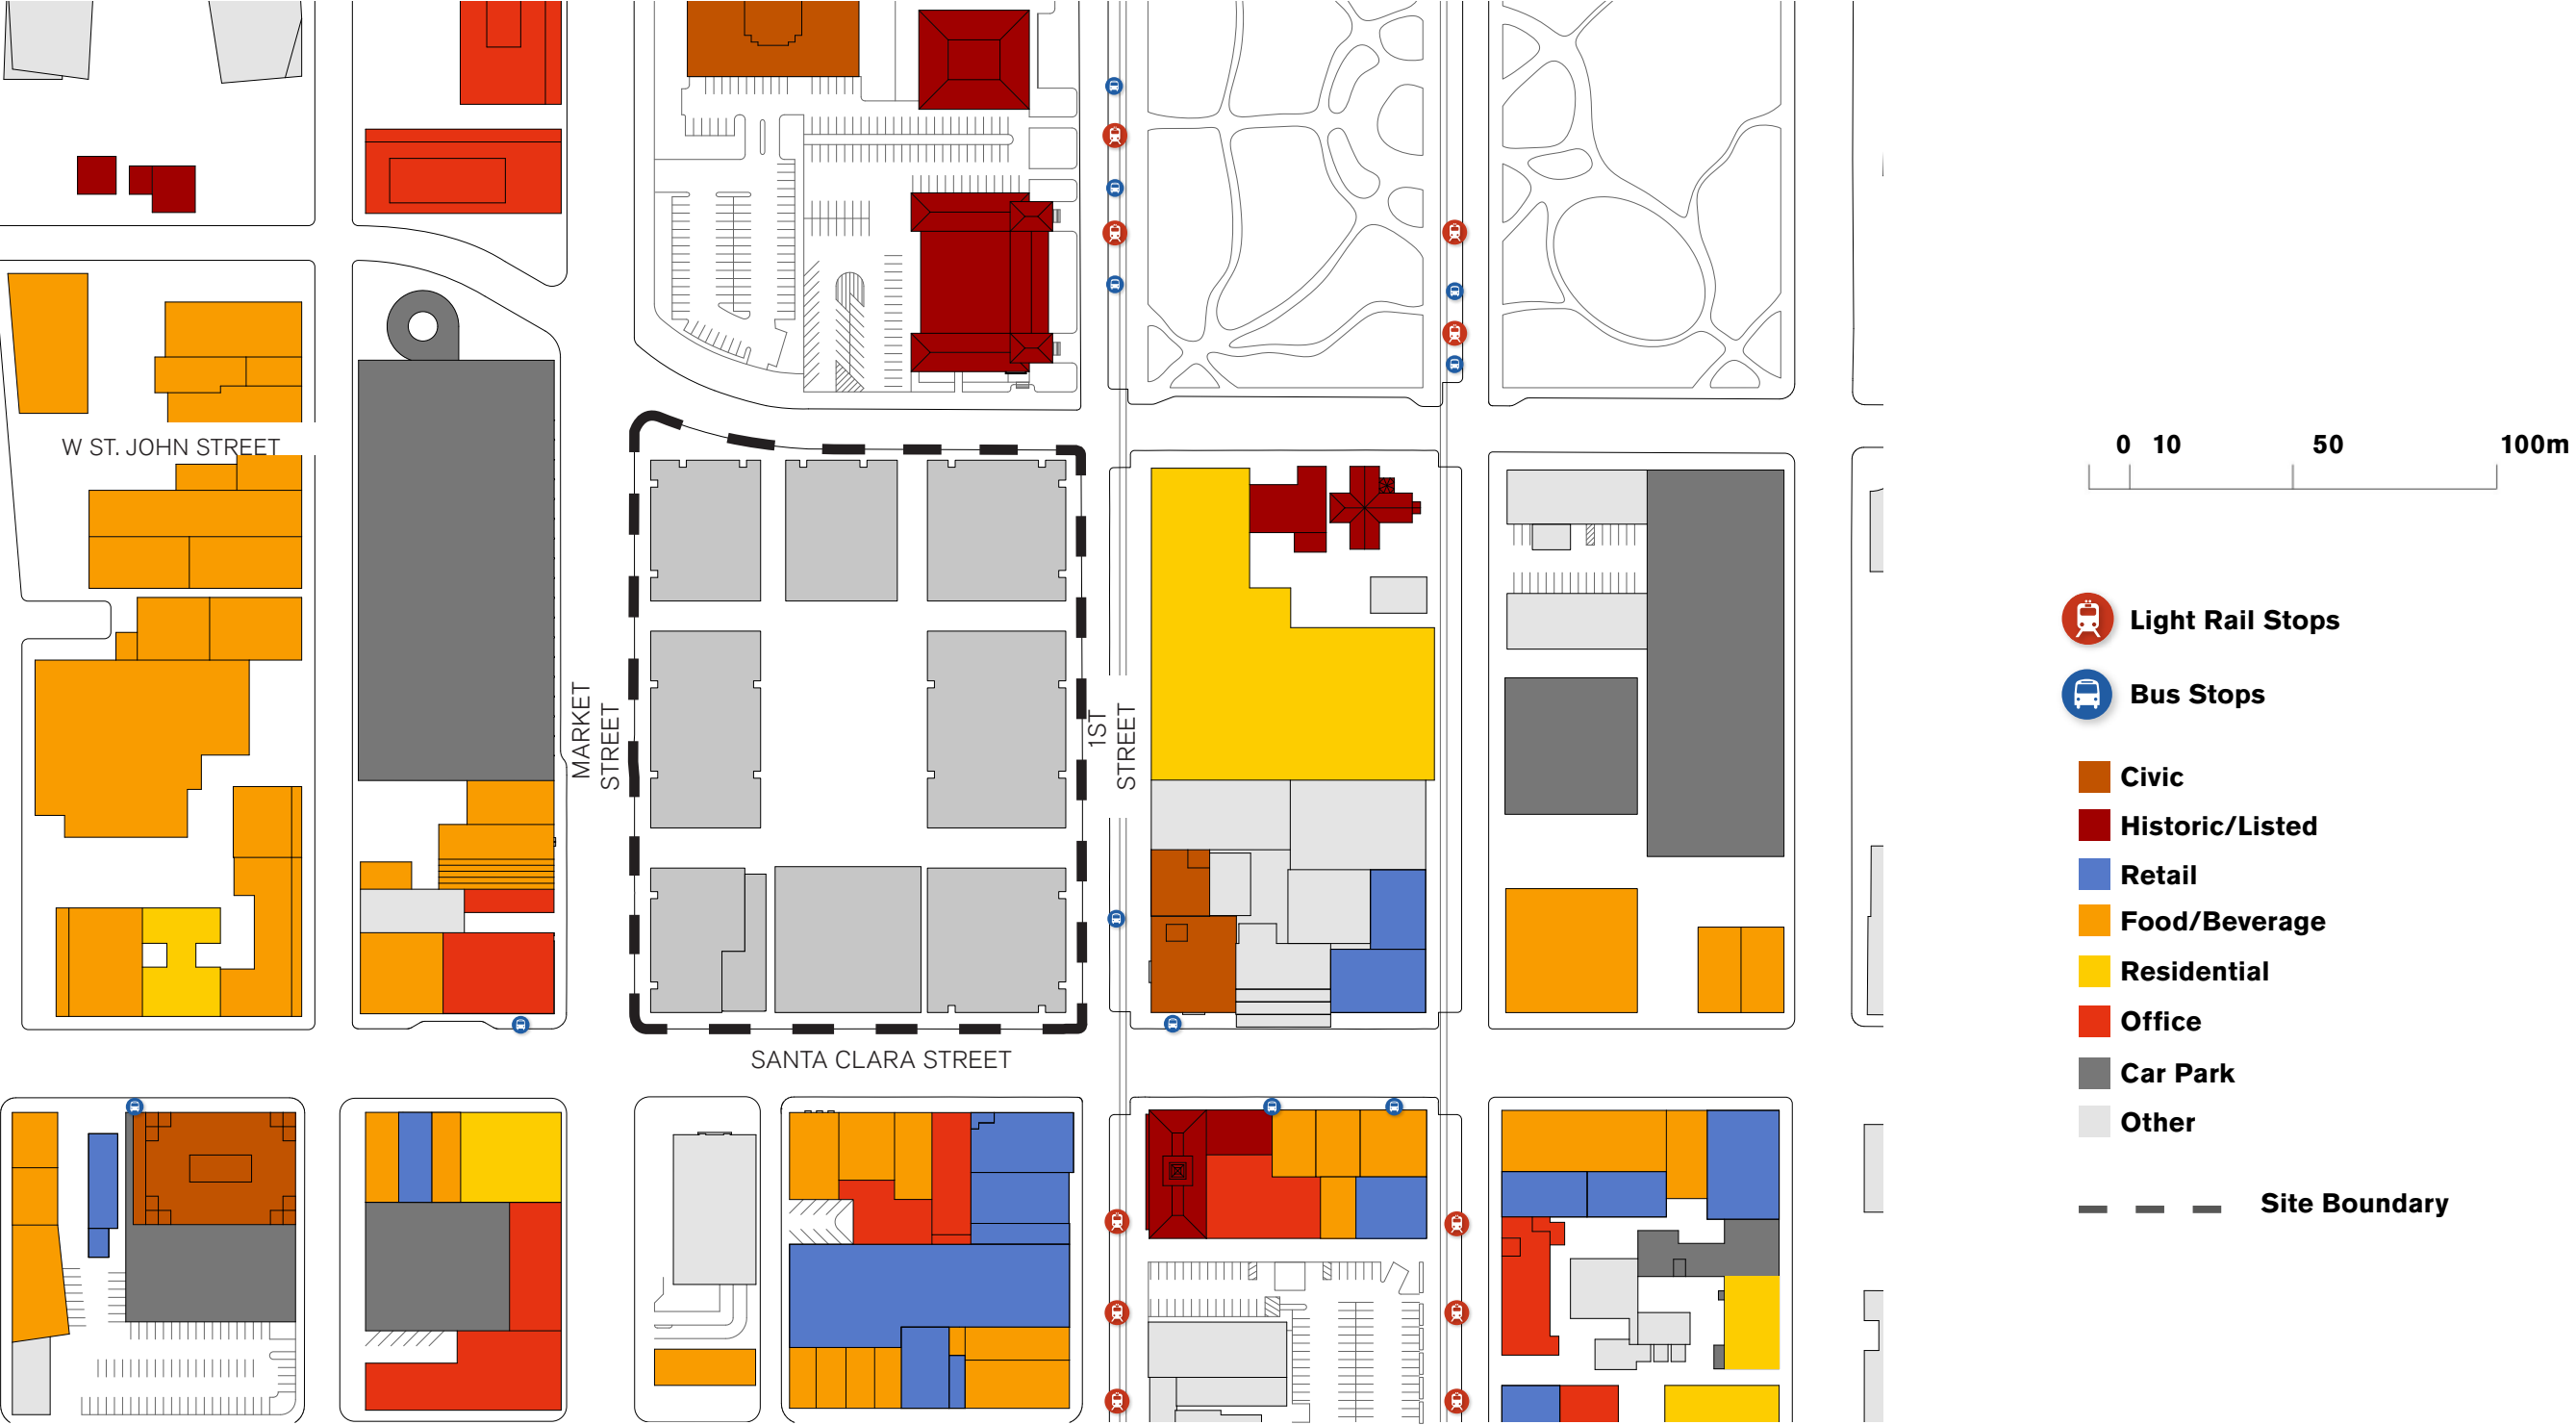 W ST. JOHN STREET
MARKET
STREET
1ST
STREET
SANTA CLARA STREET
0 10 50 100m
Light Rail Stops
Bus Stops
Civic
Historic/Listed
Retail
Food/Beverage
Residential
Office
Car Park
Other
Site Boundary